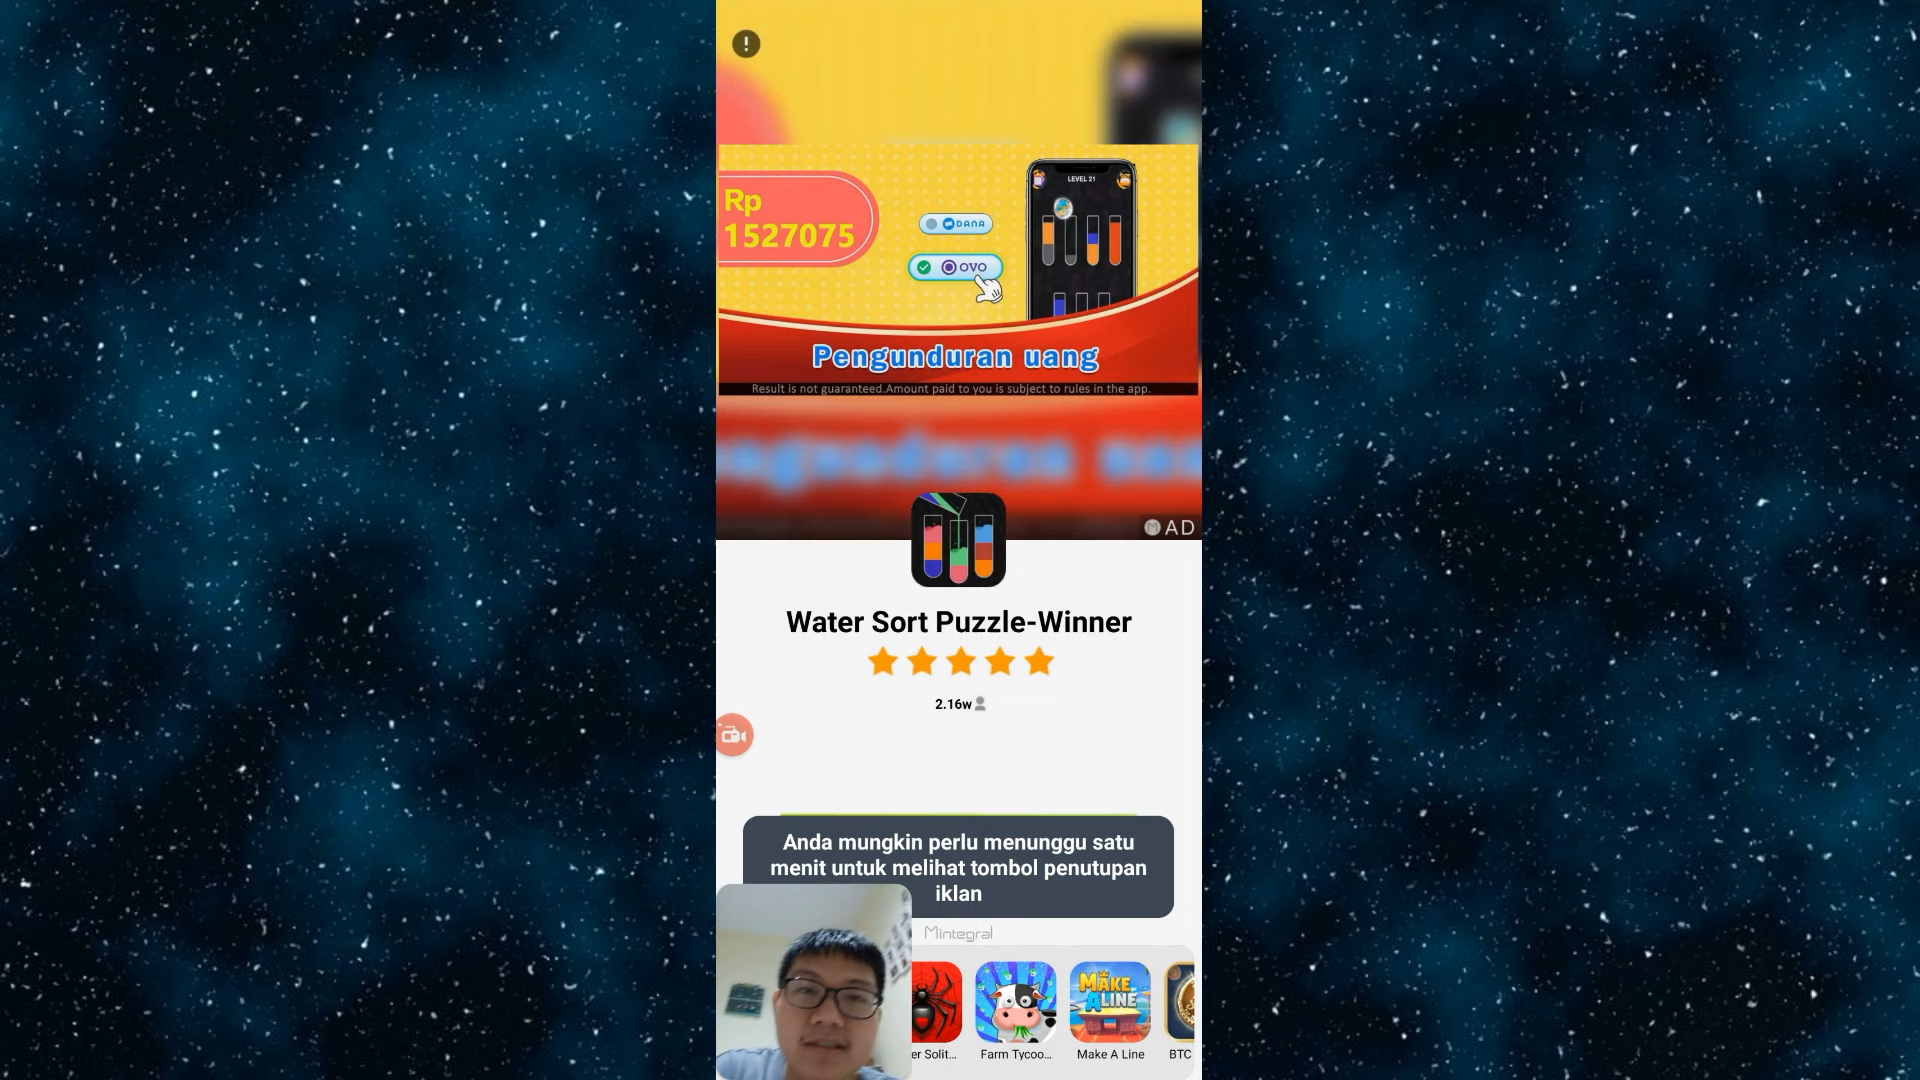 !
LEVEL 21
Rp
1527075
DANA
OVO
Pengunduran uang
Result is not guaranteed.Amount paid to you is subject to rules in the app.
AD
Water Sort Puzzle-Winner
2.16w
Anda mungkin perlu menunggu satu
menit untuk melihat tombol penutupan
iklan
Mintegral
MAKE
A LINE
er Solit...
Farm Tycoo...
Make A Line
BTC